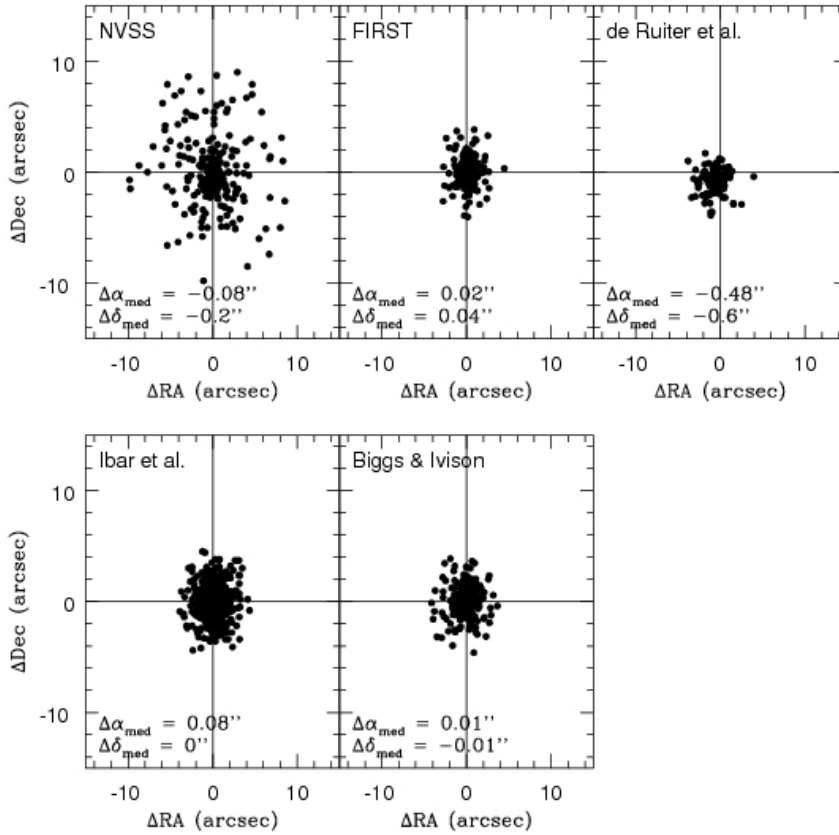 NVSS
FIRST
de Ruiter et al.
10
0
-10
ΔDec (arcsec)
Δα_med = −0.08’’
Δδ_med = −0.2’’
Δα_med = 0.02’’
Δδ_med = 0.04’’
Δα_med = −0.48’’
Δδ_med = −0.6’’
-10 0 10
-10 0 10
-10 0 10
ΔRA (arcsec)
ΔRA (arcsec)
ΔRA (arcsec)
Ibar et al.
Biggs & Ivison
10
0
-10
ΔDec (arcsec)
Δα_med = 0.08’’
Δδ_med = 0’’
Δα_med = 0.01’’
Δδ_med = −0.01’’
-10 0 10
-10 0 10
ΔRA (arcsec)
ΔRA (arcsec)